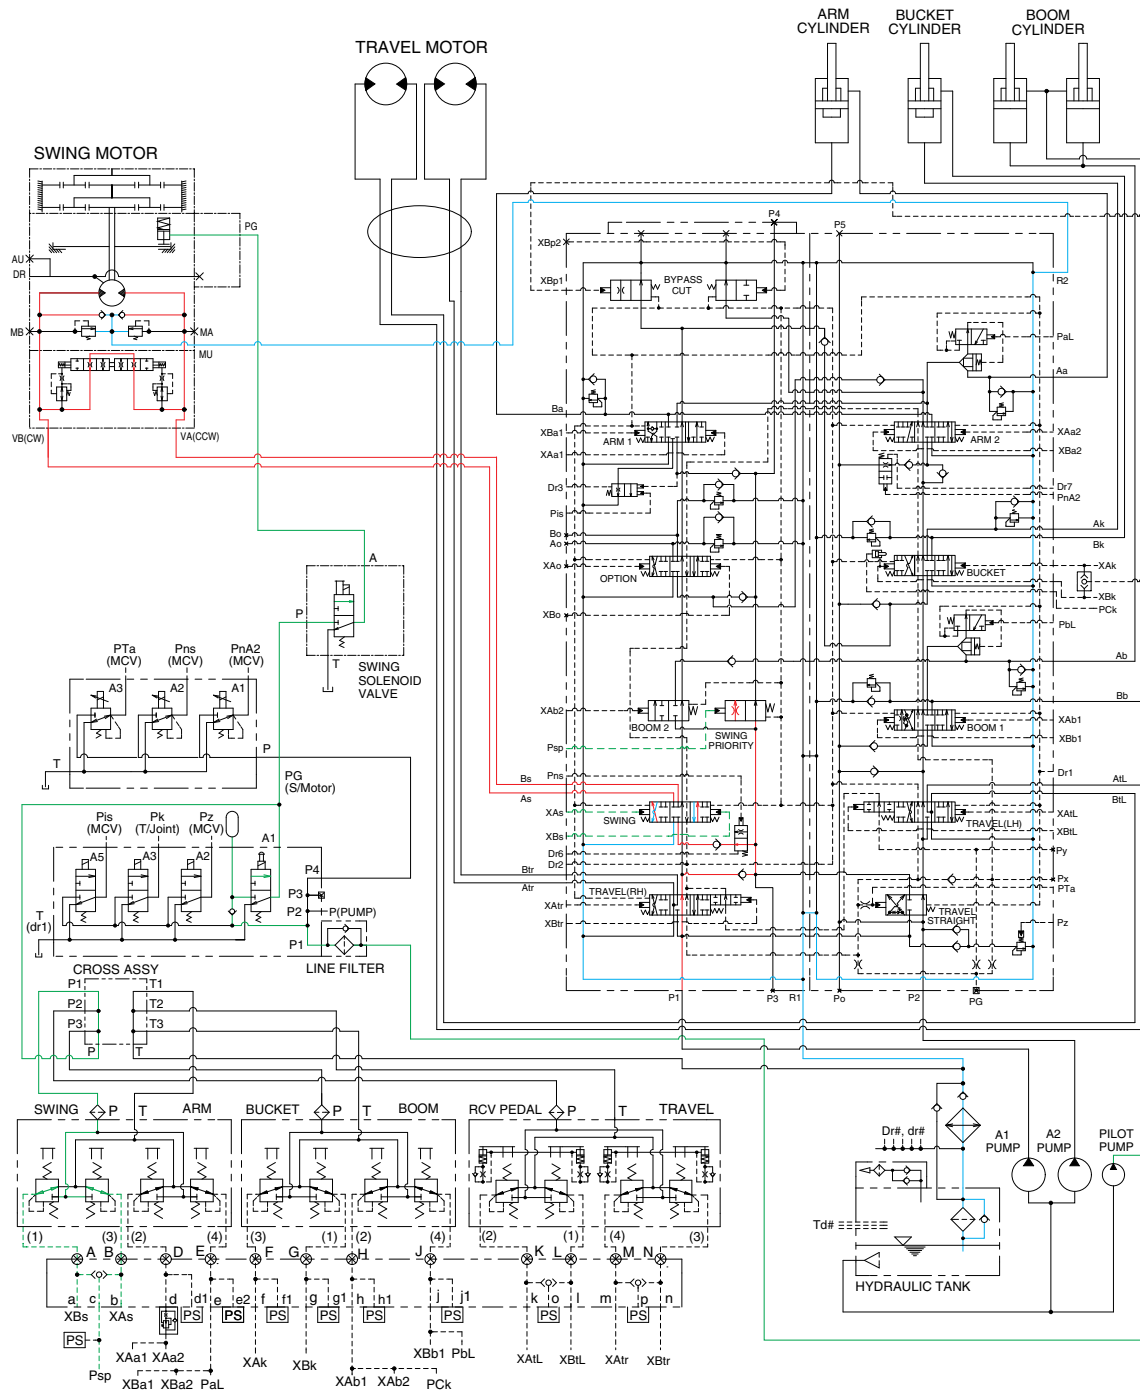 ARM
CYLINDER
BUCKET
CYLINDER
BOOM
CYLINDER
TRAVEL MOTOR
SWING MOTOR
PG
AU
DR
MB
MA
MU
VB(CW)
VA(CCW)
P4
P5
XBp2
XBp1
BYPASS
CUT
R2
PaL
Aa
Ba
XBa1
ARM 1
XAa1
ARM 2
XAa2
XBa2
Dr3
Pis
Dr7
PnA2
Bo
Ao
Ak
Bk
XAo
OPTION
BUCKET
XAk
XBk
PCk
XBo
PbL
Ab
Bb
XAb2
BOOM 2
SWING
PRIORITY
BOOM 1
XAb1
XBb1
Psp
Pns
Dr1
Bs
As
AtL
BtL
XAs
SWING
XBs
Dr6
Dr2
TRAVEL(LH)
XAtL
XBtL
Py
Btr
Atr
TRAVEL(RH)
XAtr
XBtr
Px
PTa
TRAVEL
STRAIGHT
Pz
P1
P3
R1
Po
P2
PG
A
P
T
SWING
SOLENOID
VALVE
PTa
(MCV)
Pns
(MCV)
PnA2
(MCV)
A3
A2
A1
P
T
PG
(S/Motor)
Pis
(MCV)
Pk
(T/Joint)
Pz
(MCV)
A1
A5
A3
A2
P4
P3
P2
P(PUMP)
P1
T
(dr1)
LINE FILTER
CROSS ASSY
P1
T1
P2
T2
P3
T3
P
T
SWING
P
T
ARM
BUCKET
P
T
BOOM
RCV PEDAL
P
T
TRAVEL
(1)
(3)
(2)
(4)
(3)
(1)
(2)
(4)
(2)
(1)
(4)
(3)
A
B
D
E
F
G
H
J
K
L
M
N
a
c
b
d
d1
e
e2
f
f1
g
g1
h
h1
j
j1
k
o
l
m
p
n
XBs
XAs
PS
PS
PS
PS
PS
PS
PS
PS
PS
Psp
XAa1
XAa2
XBa1
XBa2
PaL
XAk
XBk
XAb1
XAb2
PCk
XBb1
PbL
XAtL
XBtL
XAtr
XBtr
Dr#, dr#
Td#
HYDRAULIC TANK
A1
PUMP
A2
PUMP
PILOT
PUMP